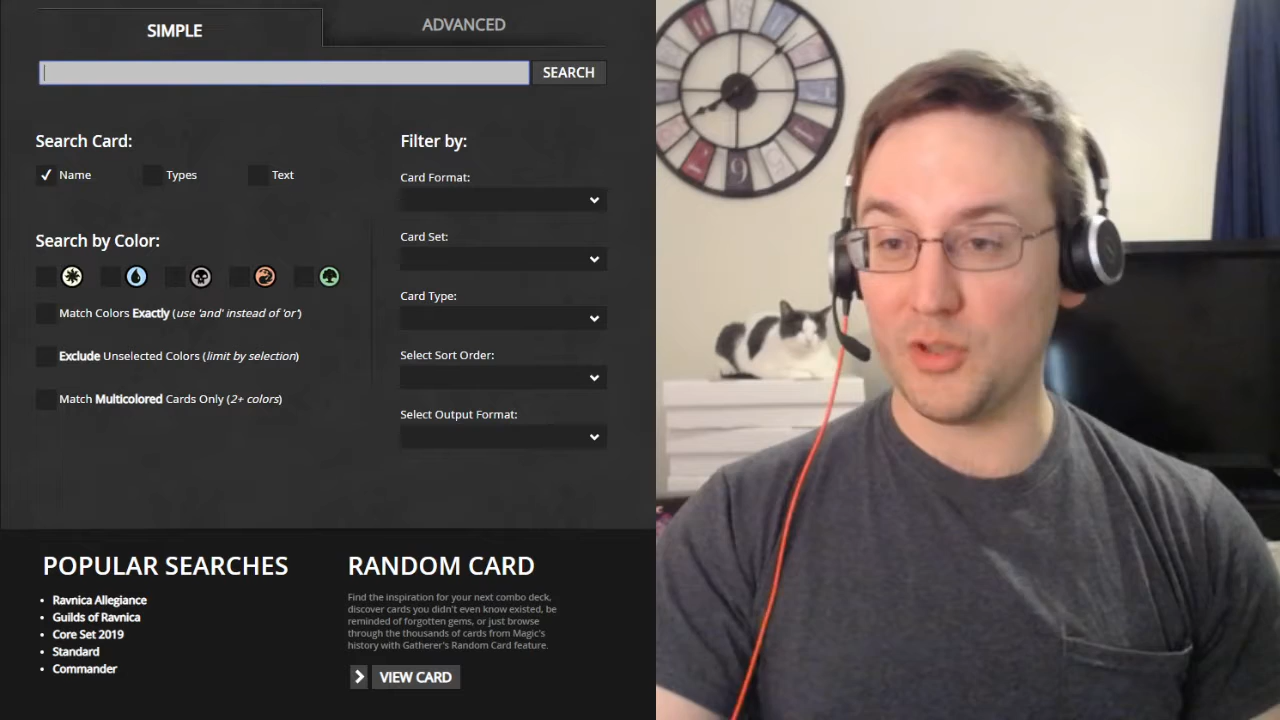 SIMPLE
ADVANCED
SEARCH
Search Card:
Name
Types
Text
Search by Color:
Match Colors Exactly (use 'and' instead of 'or')
Exclude Unselected Colors (limit by selection)
Match Multicolored Cards Only (2+ colors)
Filter by:
Card Format:
Card Set:
Card Type:
Select Sort Order:
Select Output Format:
POPULAR SEARCHES
• Ravnica Allegiance
• Guilds of Ravnica
• Core Set 2019
• Standard
• Commander
RANDOM CARD
Find the inspiration for your next combo deck,
discover cards you didn't even know existed, be
reminded of forgotten gems, or just browse
through the thousands of cards from Magic's
history with Gatherer's Random Card feature.
VIEW CARD